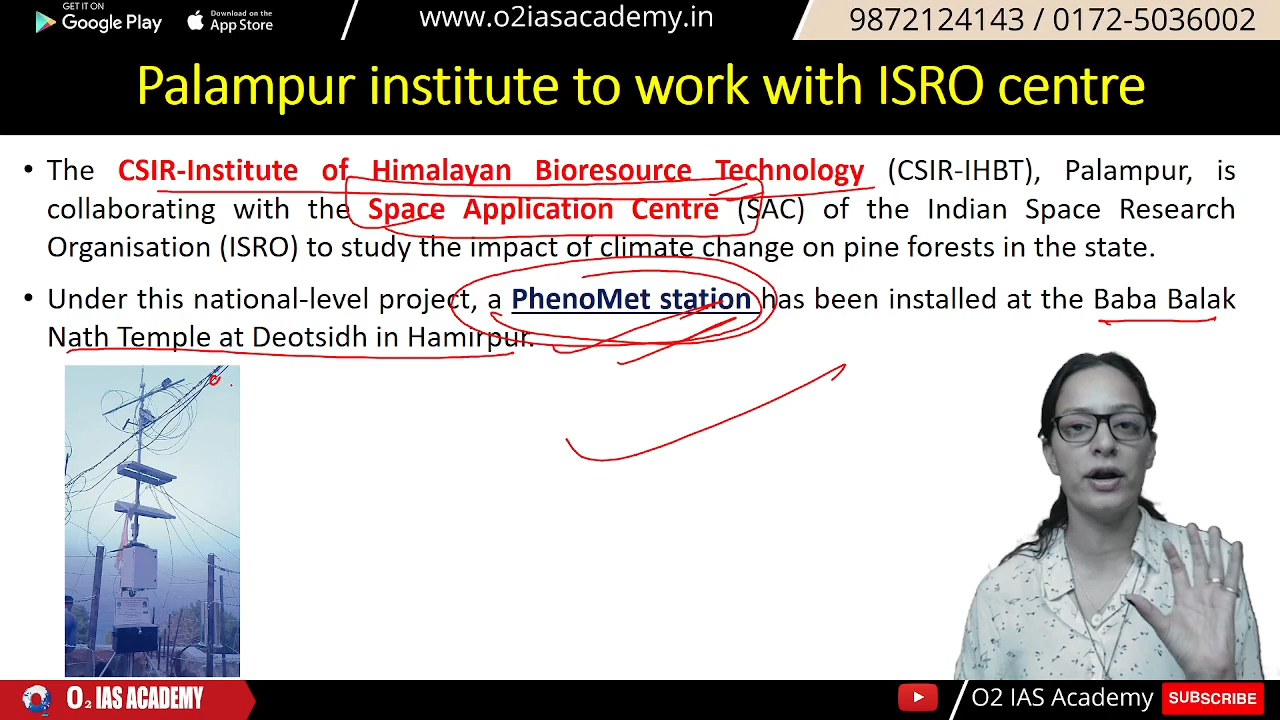 GET IT ON
Google Play
Download on the
App Store
www.o2iasacademy.in
9872124143 / 0172-5036002
Palampur institute to work with ISRO centre
• The CSIR-Institute of Himalayan Bioresource Technology (CSIR-IHBT), Palampur, is
collaborating with the Space Application Centre (SAC) of the Indian Space Research
Organisation (ISRO) to study the impact of climate change on pine forests in the state.
• Under this national-level project, a PhenoMet station has been installed at the Baba Balak
Nath Temple at Deotsidh in Hamirpur.
O2 IAS ACADEMY
O2 IAS Academy
SUBSCRIBE